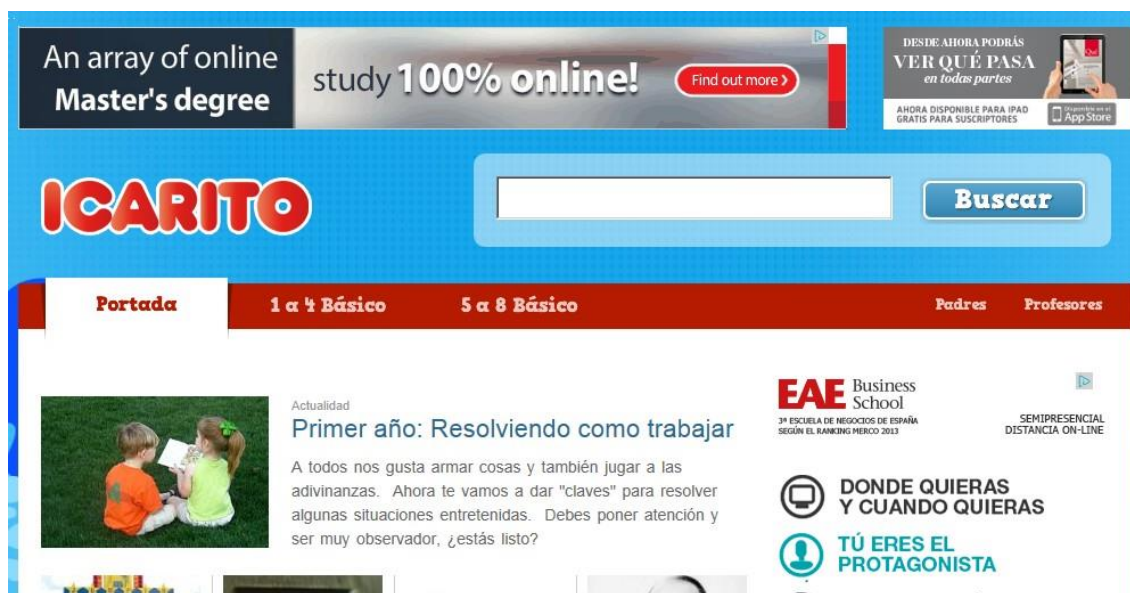 An array of online
Master's degree
study 100% online!
Find out more
DESDE AHORA PODRÁS
VER QUÉ PASA
en todas partes
AHORA DISPONIBLE PARA IPAD
GRATIS PARA SUSCRIPTORES
Disponible en el
App Store
ICARITO
Buscar
Portada
1 a 4 Básico
5 a 8 Básico
Padres
Profesores
Actualidad
Primer año: Resolviendo como trabajar
A todos nos gusta armar cosas y también jugar a las
adivinanzas. Ahora te vamos a dar "claves" para resolver
algunas situaciones entretenidas. Debes poner atención y
ser muy observador, ¿estás listo?
EAE Business
School
3ª ESCUELA DE NEGOCIOS DE ESPAÑA
SEGÚN EL RANKING MERCO 2013
SEMIPRESENCIAL
DISTANCIA ON-LINE
DONDE QUIERAS
Y CUANDO QUIERAS
TÚ ERES EL
PROTAGONISTA